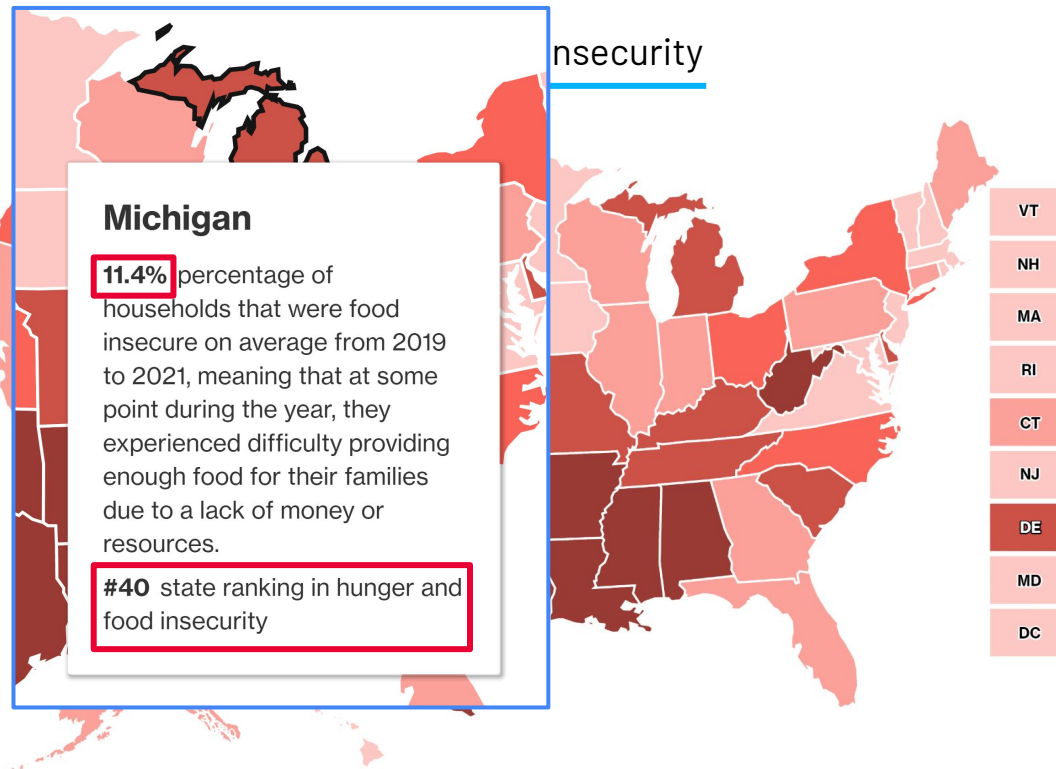 nsecurity
Michigan
11.4% percentage of
households that were food
insecure on average from 2019
to 2021, meaning that at some
point during the year, they
experienced difficulty providing
enough food for their families
due to a lack of money or
resources.
#40 state ranking in hunger and
food insecurity
VT
NH
MA
RI
CT
NJ
DE
MD
DC